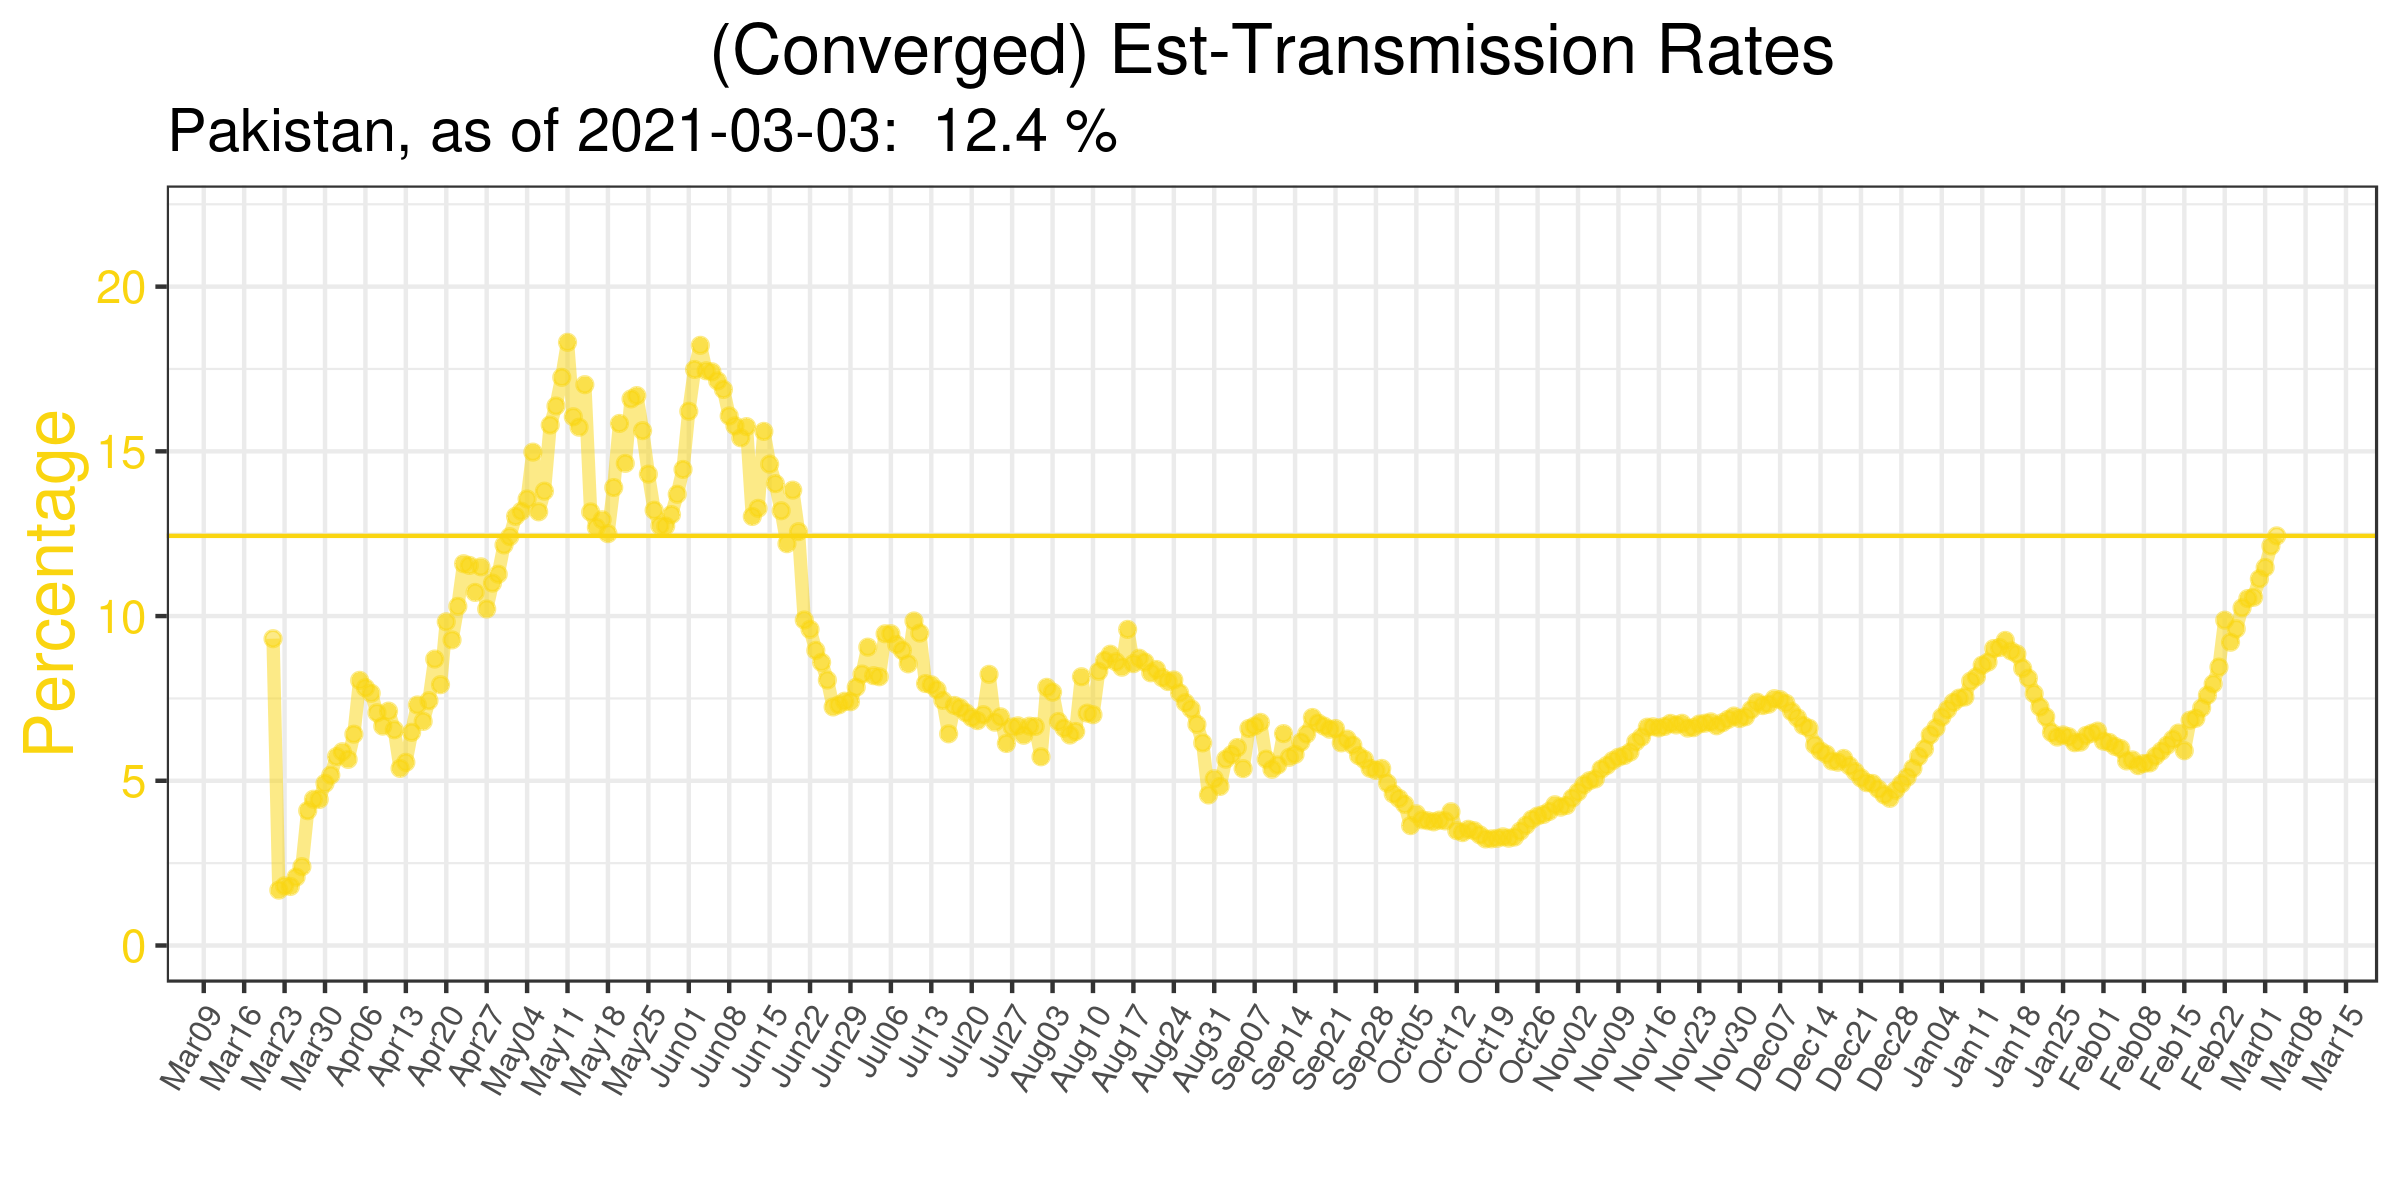 (Converged) Est-Transmission Rates
Pakistan, as of 2021-03-03:  12.4 %
Percentage
20
15
10
5
0
Mar09
Mar16
Mar23
Mar30
Apr06
Apr13
Apr20
Apr27
May04
May11
May18
May25
Jun01
Jun08
Jun15
Jun22
Jun29
Jul06
Jul13
Jul20
Jul27
Aug03
Aug10
Aug17
Aug24
Aug31
Sep07
Sep14
Sep21
Sep28
Oct05
Oct12
Oct19
Oct26
Nov02
Nov09
Nov16
Nov23
Nov30
Dec07
Dec14
Dec21
Dec28
Jan04
Jan11
Jan18
Jan25
Feb01
Feb08
Feb15
Feb22
Mar01
Mar08
Mar15